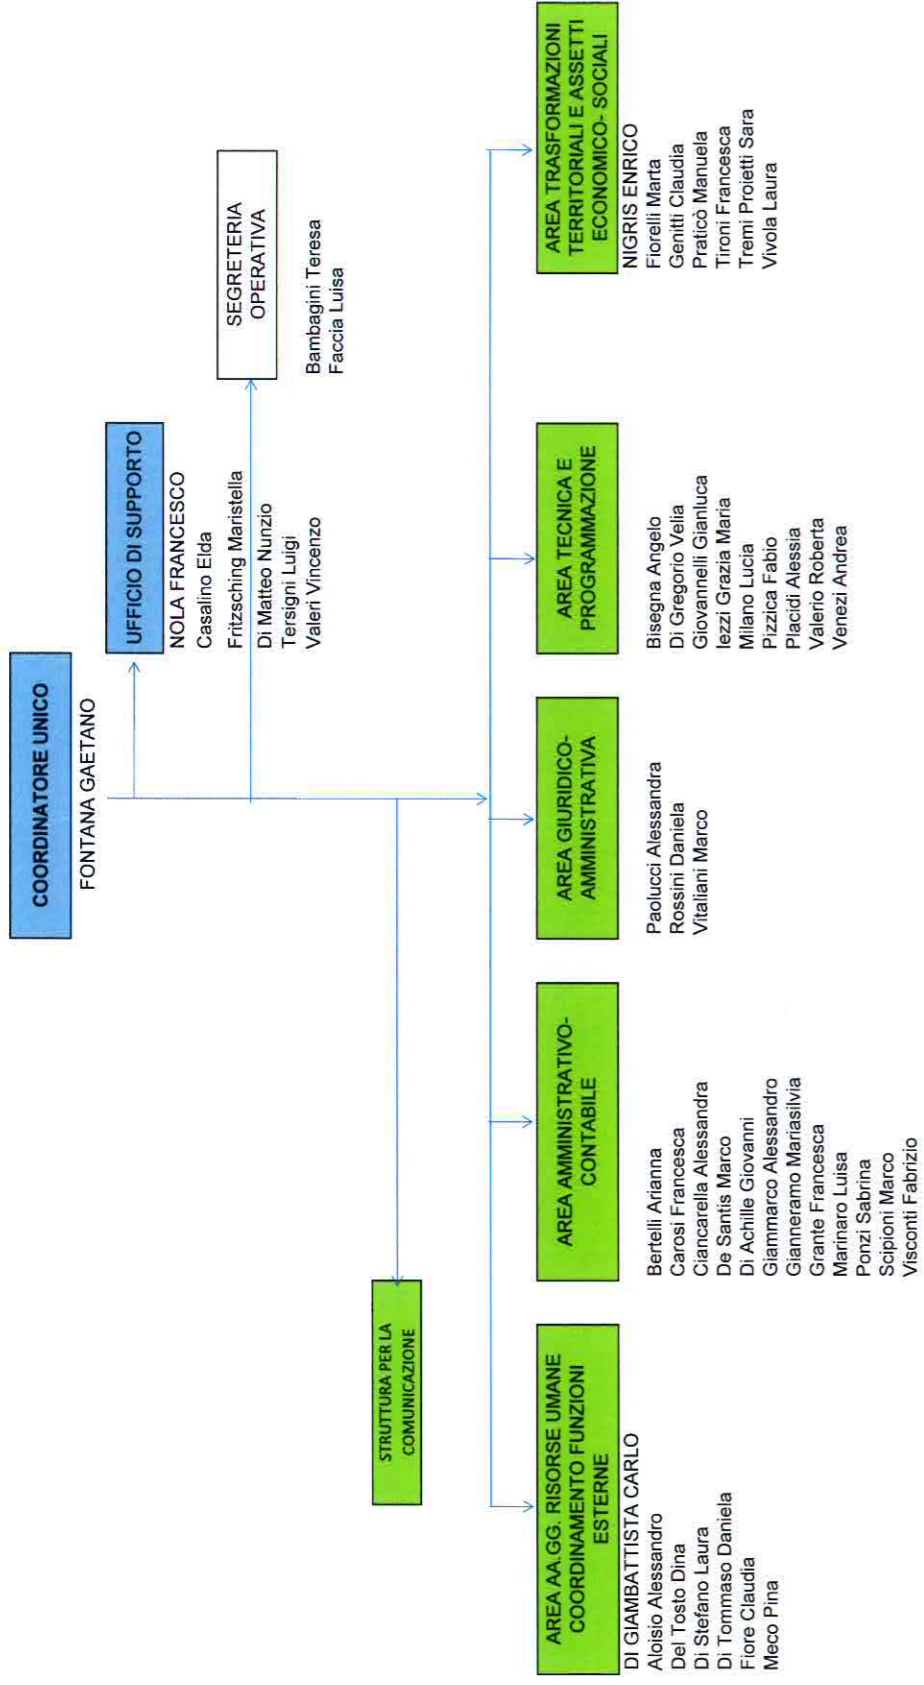 COORDINATORE UNICO
FONTANA GAETANO
UFFICIO DI SUPPORTO
NOLA FRANCESCO
Casalino Elda
Fritzsching Maristella
Di Matteo Nunzio
Tersigni Luigi
Valeri Vincenzo
SEGRETERIA
OPERATIVA
Bambagini Teresa
Faccia Luisa
STRUTTURA PER LA
COMUNICAZIONE
AREA AA.GG. RISORSE UMANE
COORDINAMENTO FUNZIONI
ESTERNE
DI GIAMBATTISTA CARLO
Aloisio Alessandro
Del Tosto Dina
Di Stefano Laura
Di Tommaso Daniela
Fiore Claudia
Meco Pina
AREA AMMINISTRATIVO-
CONTABILE
Bertelli Arianna
Carosi Francesca
Ciancarella Alessandra
De Santis Marco
Di Achille Giovanni
Giammarco Alessandro
Gianneramo Mariasilvia
Grante Francesca
Marinaro Luisa
Ponzi Sabrina
Scipioni Marco
Visconti Fabrizio
AREA GIURIDICO-
AMMINISTRATIVA
Paolucci Alessandra
Rossini Daniela
Vitaliani Marco
AREA TECNICA E
PROGRAMMAZIONE
Bisegna Angelo
Di Gregorio Velia
Giovannelli Gianluca
Iezzi Grazia Maria
Milano Lucia
Pizzica Fabio
Placidi Alessia
Valerio Roberta
Venezi Andrea
AREA TRASFORMAZIONI
TERRITORIALI E ASSETTI
ECONOMICO- SOCIALI
NIGRIS ENRICO
Fiorelli Marta
Genitti Claudia
Praticò Manuela
Tironi Francesca
Tremi Proietti Sara
Vivola Laura